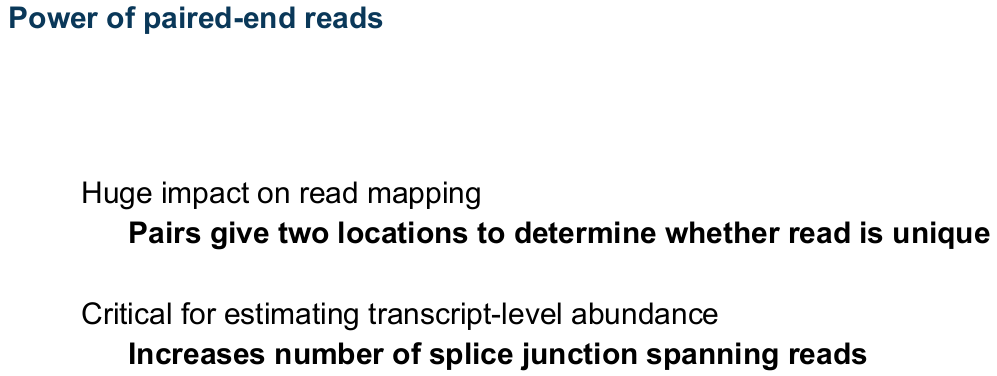 Power of paired-end reads
Huge impact on read mapping
Pairs give two locations to determine whether read is unique
Critical for estimating transcript-level abundance
Increases number of splice junction spanning reads